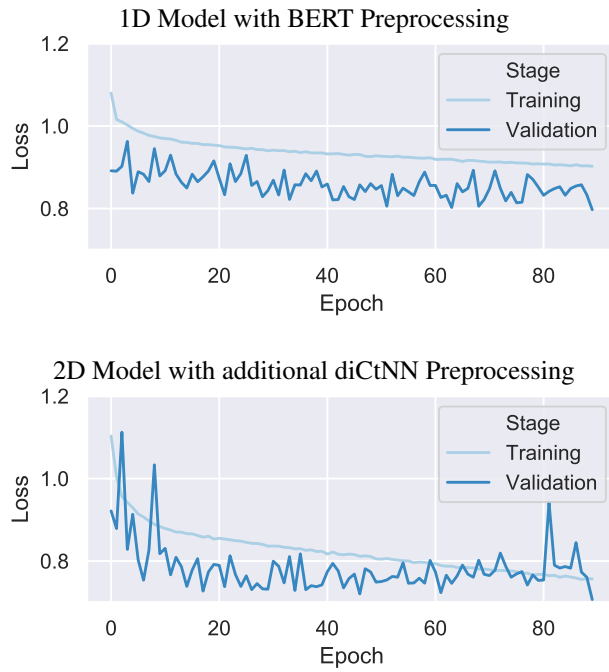 1D Model with BERT Preprocessing
1.2
Stage
Training
1.0
Validation
Loss
0.8
0 20 40 60 80
Epoch
2D Model with additional diCtNN Preprocessing
1.2
Stage
Training
1.0
Validation
Loss
0.8
0 20 40 60 80
Epoch